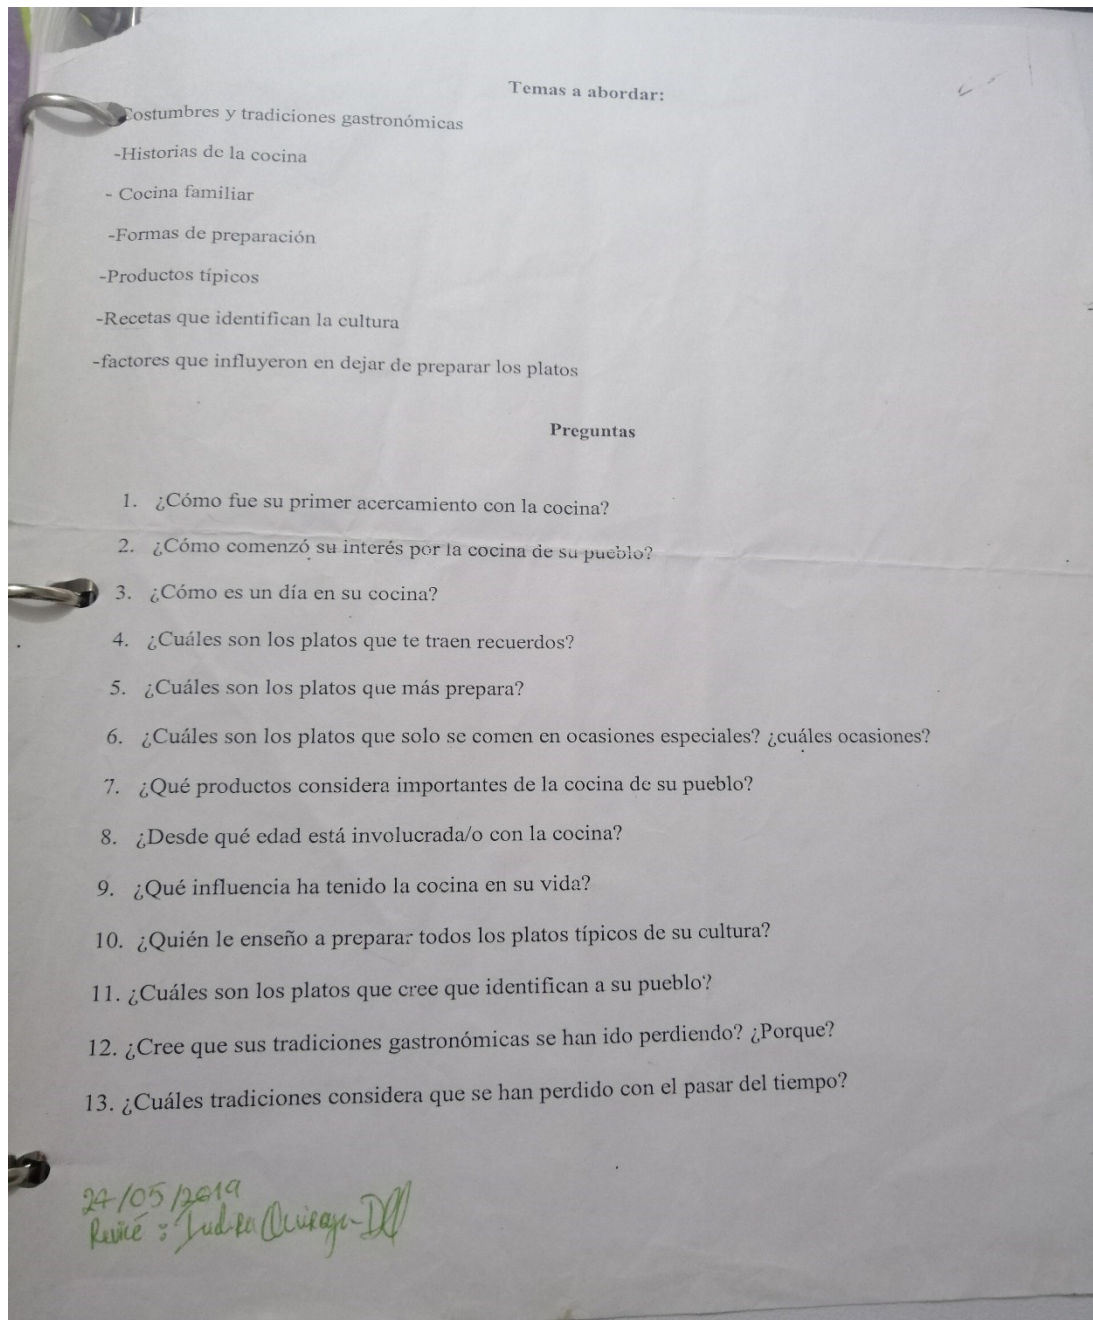 Temas a abordar:
Costumbres y tradiciones gastronómicas
-Historias de la cocina
- Cocina familiar
-Formas de preparación
-Productos típicos
-Recetas que identifican la cultura
-factores que influyeron en dejar de preparar los platos
Preguntas
1. ¿Cómo fue su primer acercamiento con la cocina?
2. ¿Cómo comenzó su interés por la cocina de su pueblo?
3. ¿Cómo es un día en su cocina?
4. ¿Cuáles son los platos que te traen recuerdos?
5. ¿Cuáles son los platos que más prepara?
6. ¿Cuáles son los platos que solo se comen en ocasiones especiales? ¿cuáles ocasiones?
7. ¿Qué productos considera importantes de la cocina de su pueblo?
8. ¿Desde qué edad está involucrada/o con la cocina?
9. ¿Qué influencia ha tenido la cocina en su vida?
10. ¿Quién le enseño a preparar todos los platos típicos de su cultura?
11. ¿Cuáles son los platos que cree que identifican a su pueblo?
12. ¿Cree que sus tradiciones gastronómicas se han ido perdiendo? ¿Porque?
13. ¿Cuáles tradiciones considera que se han perdido con el pasar del tiempo?
24/05/2019
Revisé :